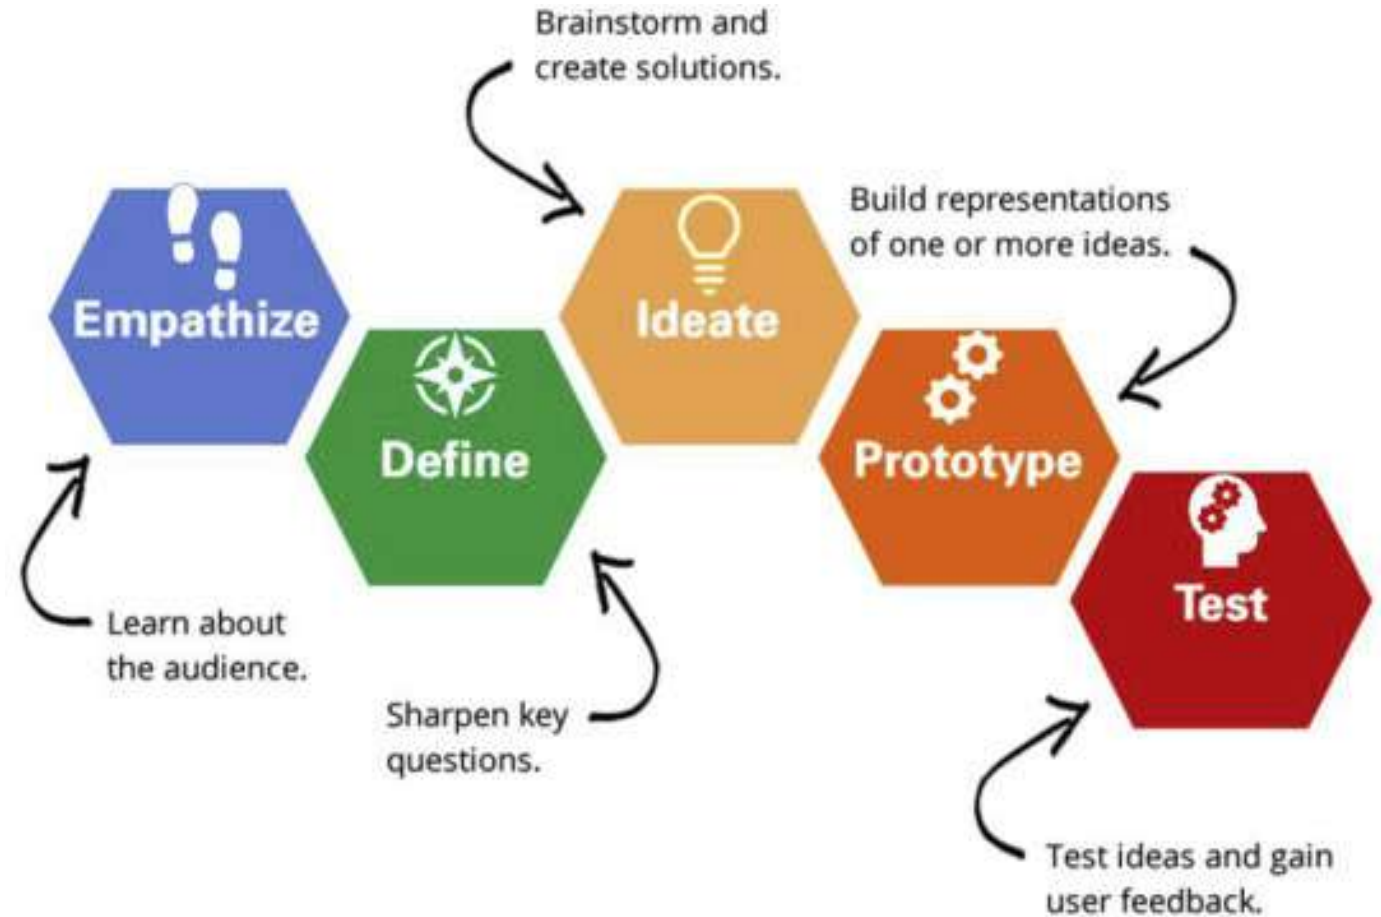 Brainstorm and
create solutions.
Build representations
of one or more ideas.
Empathize
Ideate
Define
Prototype
Test
Learn about
the audience.
Sharpen key
questions.
Test ideas and gain
user feedback.